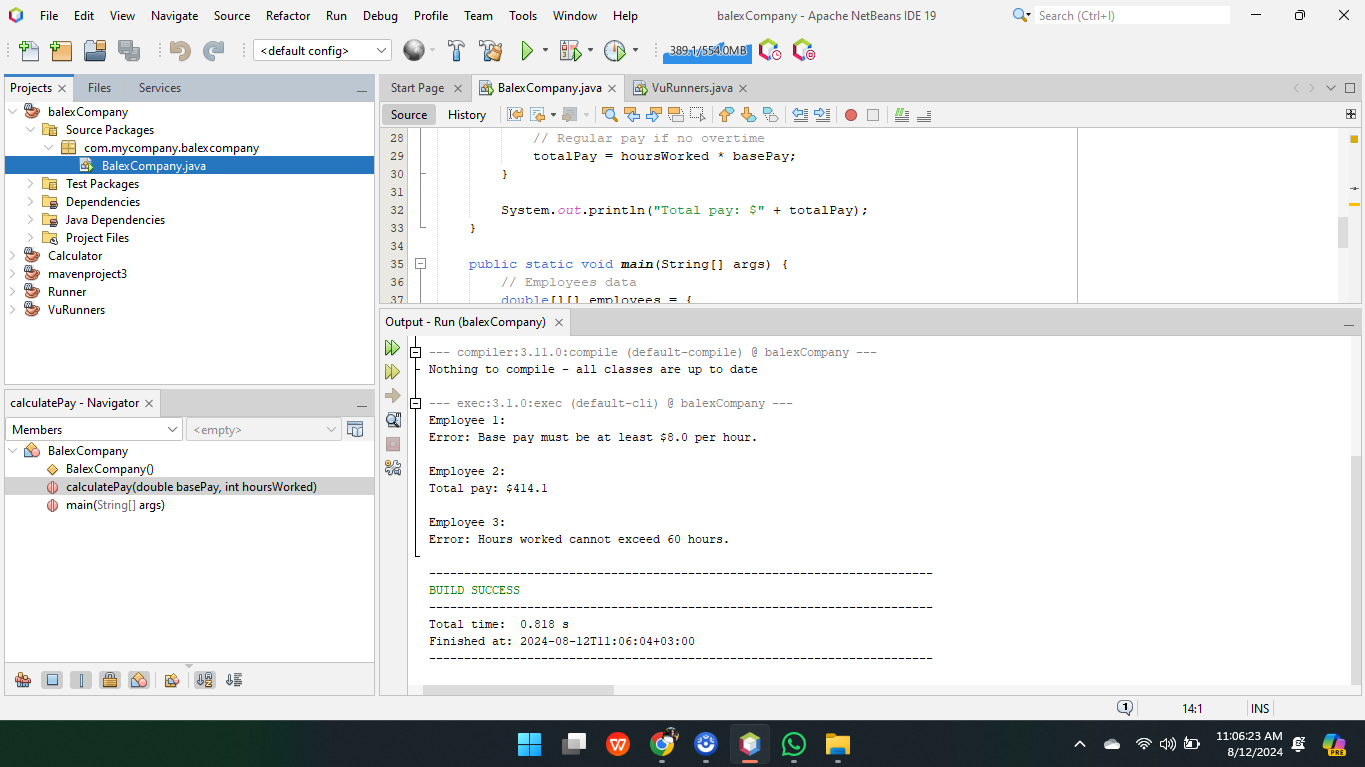 File Edit View Navigate Source Refactor Run Debug Profile Team Tools Window Help balexCompany - Apache NetBeans IDE 19 Search (Ctrl+I)
<default config> 389.1/554.0MB
Projects Files Services
balexCompany
Source Packages
com.mycompany.balexcompany
BalexCompany.java
Test Packages
Dependencies
Java Dependencies
Project Files
Calculator
mavenproject3
Runner
VuRunners
calculatePay - Navigator
Members <empty>
BalexCompany
BalexCompany()
calculatePay(double basePay, int hoursWorked)
main(String[] args)
Start Page BalexCompany.java VuRunners.java
Source History
28 // Regular pay if no overtime
29 totalPay = hoursWorked * basePay;
30 }
31
32 System.out.println("Total pay: $" + totalPay);
33 }
34
35 public static void main(String[] args) {
36 // Employees data
37 double[][] employees = {
Output - Run (balexCompany)
--- compiler:3.11.0:compile (default-compile) @ balexCompany ---
Nothing to compile - all classes are up to date
--- exec:3.1.0:exec (default-cli) @ balexCompany ---
Employee 1:
Error: Base pay must be at least $8.0 per hour.
Employee 2:
Total pay: $414.1
Employee 3:
Error: Hours worked cannot exceed 60 hours.
------------------------------------------------------------------------
BUILD SUCCESS
------------------------------------------------------------------------
Total time:  0.818 s
Finished at: 2024-08-12T11:06:04+03:00
------------------------------------------------------------------------
1 14:1 INS
11:06:23 AM
8/12/2024
PRE